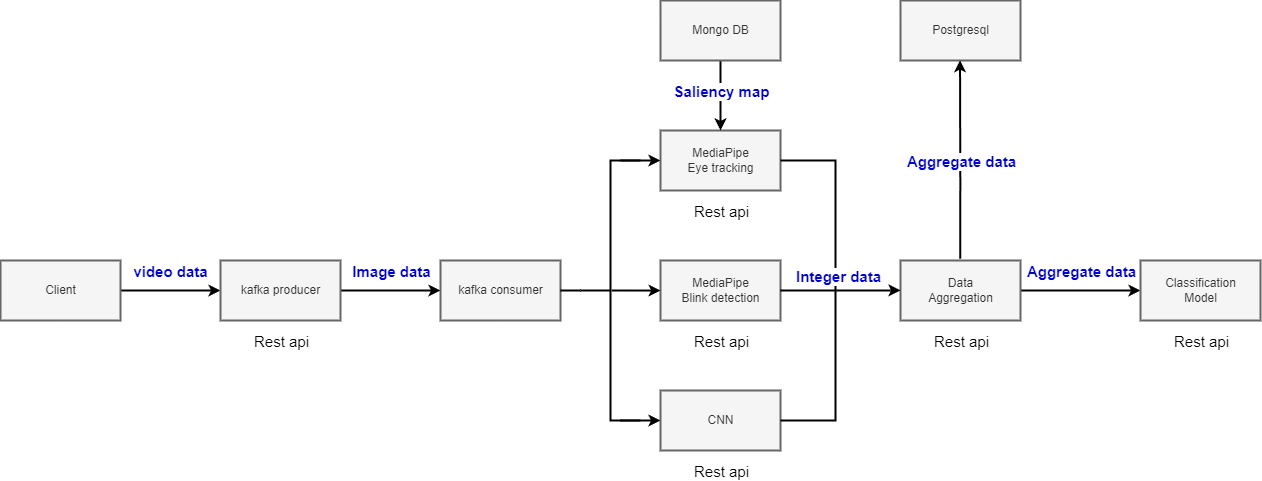 Mongo DB
Postgresql
Saliency map
MediaPipe
Eye tracking
Aggregate data
Rest api
Client
video data
kafka producer
Rest api
Image data
kafka consumer
MediaPipe
Blink detection
Rest api
Integer data
Data
Aggregation
Rest api
Aggregate data
Classification
Model
Rest api
CNN
Rest api